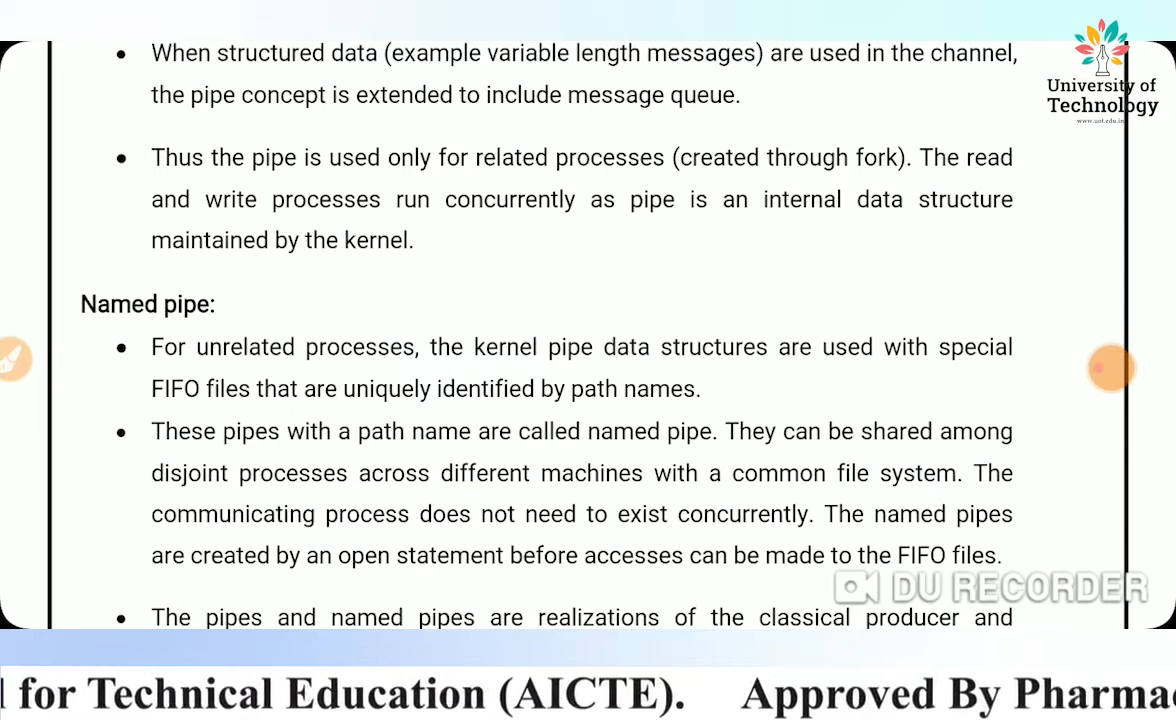 • When structured data (example variable length messages) are used in the channel,
the pipe concept is extended to include message queue.
• Thus the pipe is used only for related processes (created through fork). The read
and write processes run concurrently as pipe is an internal data structure
maintained by the kernel.
Named pipe:
• For unrelated processes, the kernel pipe data structures are used with special
FIFO files that are uniquely identified by path names.
• These pipes with a path name are called named pipe. They can be shared among
disjoint processes across different machines with a common file system. The
communicating process does not need to exist concurrently. The named pipes
are created by an open statement before accesses can be made to the FIFO files.
• The pipes and named pipes are realizations of the classical producer and
University of
Technology
www.uot.edu.in
DU RECORDER
for Technical Education (AICTE). Approved By Pharma